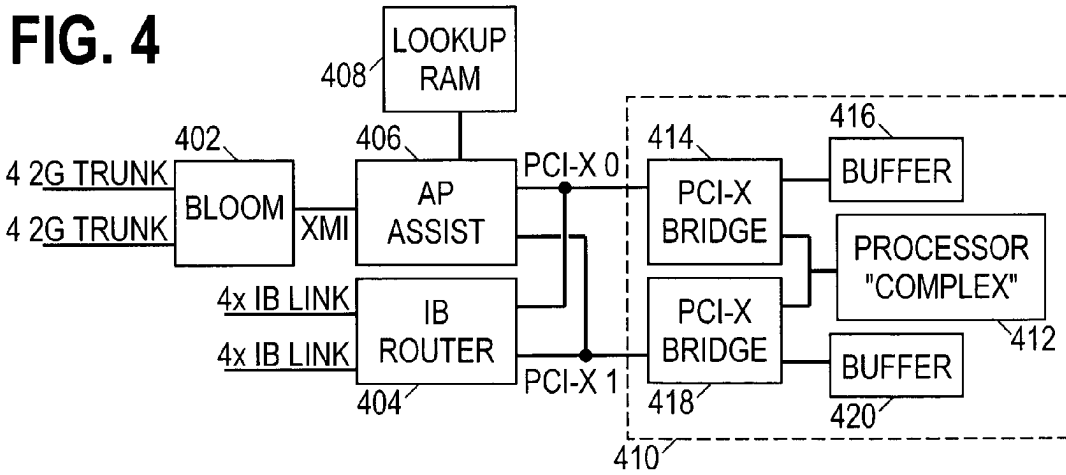 FIG. 4
LOOKUP
RAM
408
402
406
414
416
4 2G TRUNK
4 2G TRUNK
BLOOM
XMI
AP
ASSIST
PCI-X 0
PCI-X
BRIDGE
BUFFER
PROCESSOR
"COMPLEX"
412
4x IB LINK
4x IB LINK
IB
ROUTER
404
PCI-X 1
PCI-X
BRIDGE
418
BUFFER
420
410